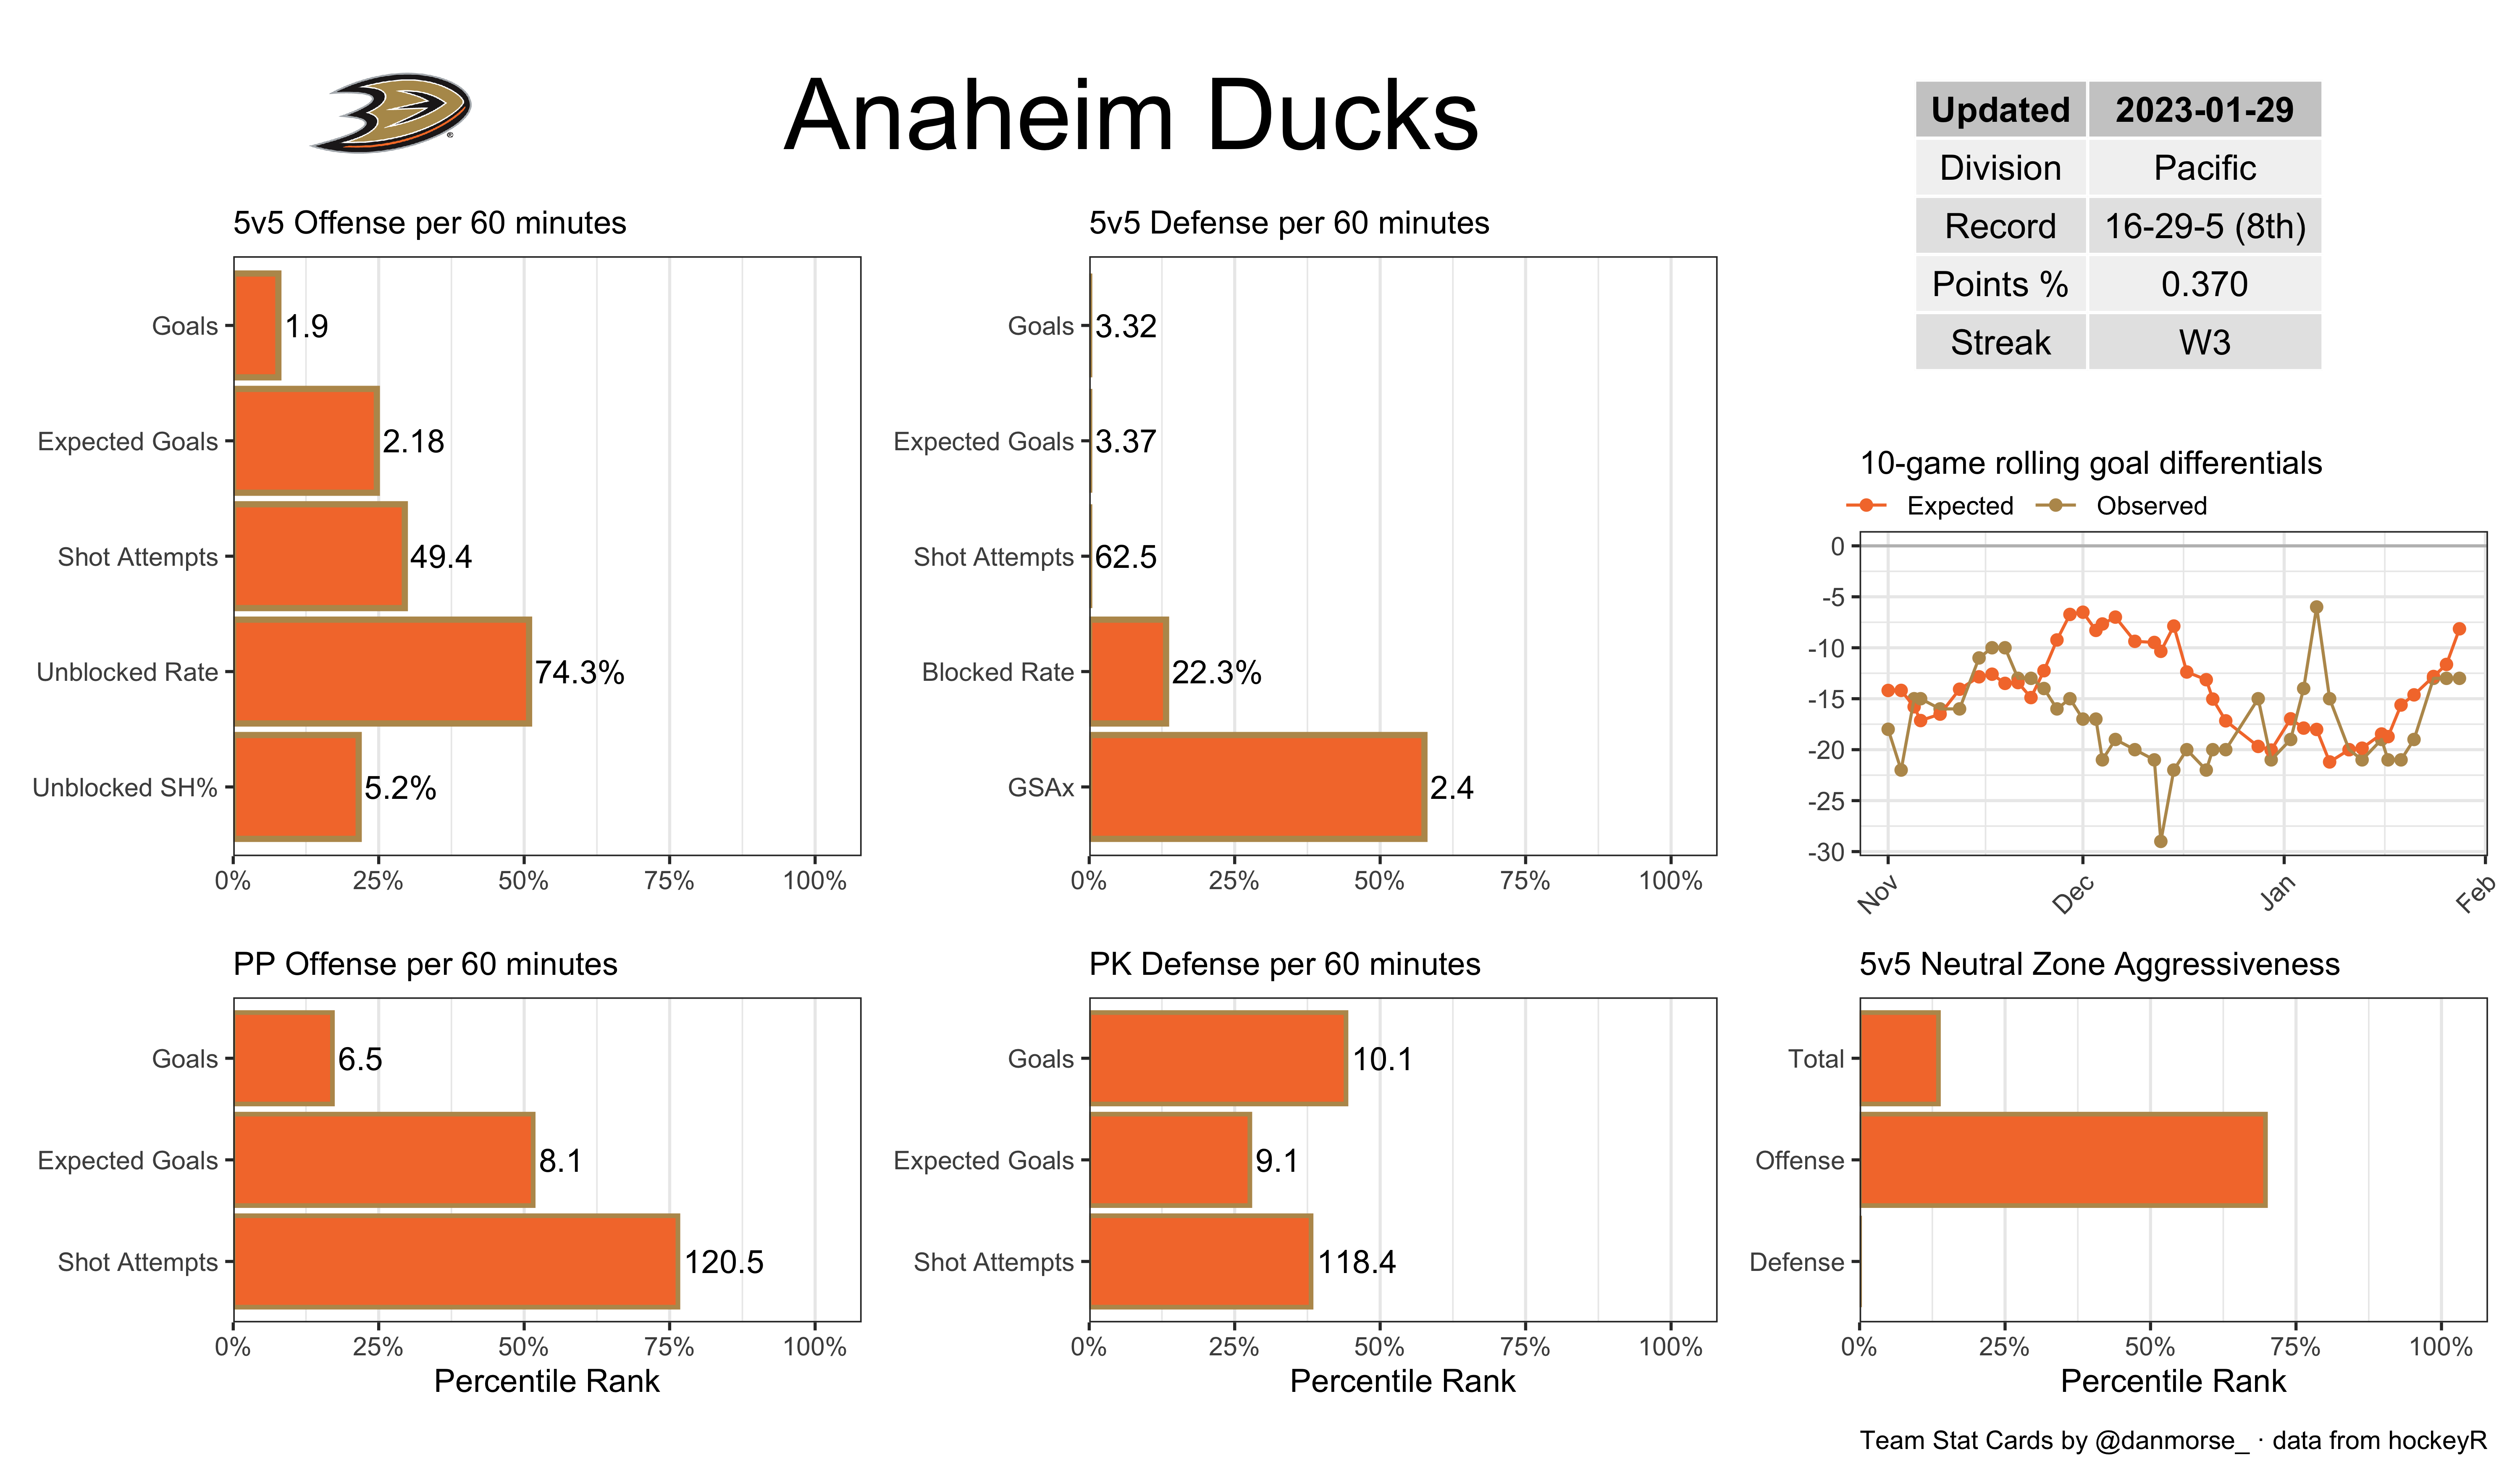 Anaheim Ducks
Updated 2023-01-29
Division Pacific
Record 16-29-5 (8th)
Points % 0.370
Streak W3
5v5 Offense per 60 minutes
Goals 1.9
Expected Goals 2.18
Shot Attempts 49.4
Unblocked Rate 74.3%
Unblocked SH% 5.2%
0% 25% 50% 75% 100%
5v5 Defense per 60 minutes
Goals 3.32
Expected Goals 3.37
Shot Attempts 62.5
Blocked Rate 22.3%
GSAx 2.4
0% 25% 50% 75% 100%
10-game rolling goal differentials
Expected Observed
0
-5
-10
-15
-20
-25
-30
Nov Dec Jan Feb
PP Offense per 60 minutes
Goals 6.5
Expected Goals 8.1
Shot Attempts 120.5
0% 25% 50% 75% 100%
Percentile Rank
PK Defense per 60 minutes
Goals 10.1
Expected Goals 9.1
Shot Attempts 118.4
0% 25% 50% 75% 100%
Percentile Rank
5v5 Neutral Zone Aggressiveness
Total
Offense
Defense
0% 25% 50% 75% 100%
Percentile Rank
Team Stat Cards by @danmorse_ · data from hockeyR